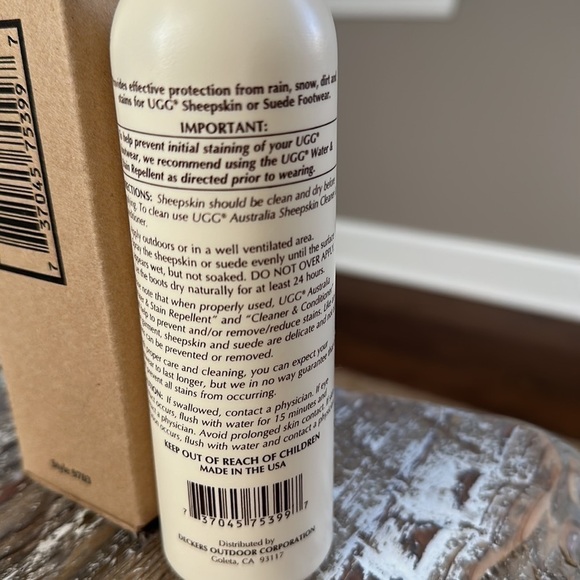 7 37045 75399 7
Style 5703
effective protection from rain, snow, dirt and
stains for UGG® Sheepskin or Suede Footwear.
IMPORTANT:
help prevent initial staining of your UGG®
we recommend using the UGG® Water &
Repellent as directed prior to wearing.
Sheepskin should be clean and dry before
To clean use UGG® Australia Sheepskin Cleaner
outdoors or in a well ventilated area.
the sheepskin or suede evenly until the surface
wet, but not soaked. DO NOT OVER APPLY.
the boots dry naturally for at least 24 hours.
note that when properly used, UGG® Australia
& Stain Repellent" and "Cleaner & Conditioner"
to prevent and/or remove/reduce stains.
sheepskin and suede are delicate and not
can be prevented or removed.
proper care and cleaning, you can expect your
to last longer, but we in no way guarantee
all stains from occurring.
If swallowed, contact a physician. If eye
occurs, flush with water for 15 minutes and
a physician. Avoid prolonged skin contact.
occurs, flush with water and contact a physician.
KEEP OUT OF REACH OF CHILDREN
MADE IN THE USA
7 37045 75399 7
Distributed by
DECKERS OUTDOOR CORPORATION
Goleta, CA 93117